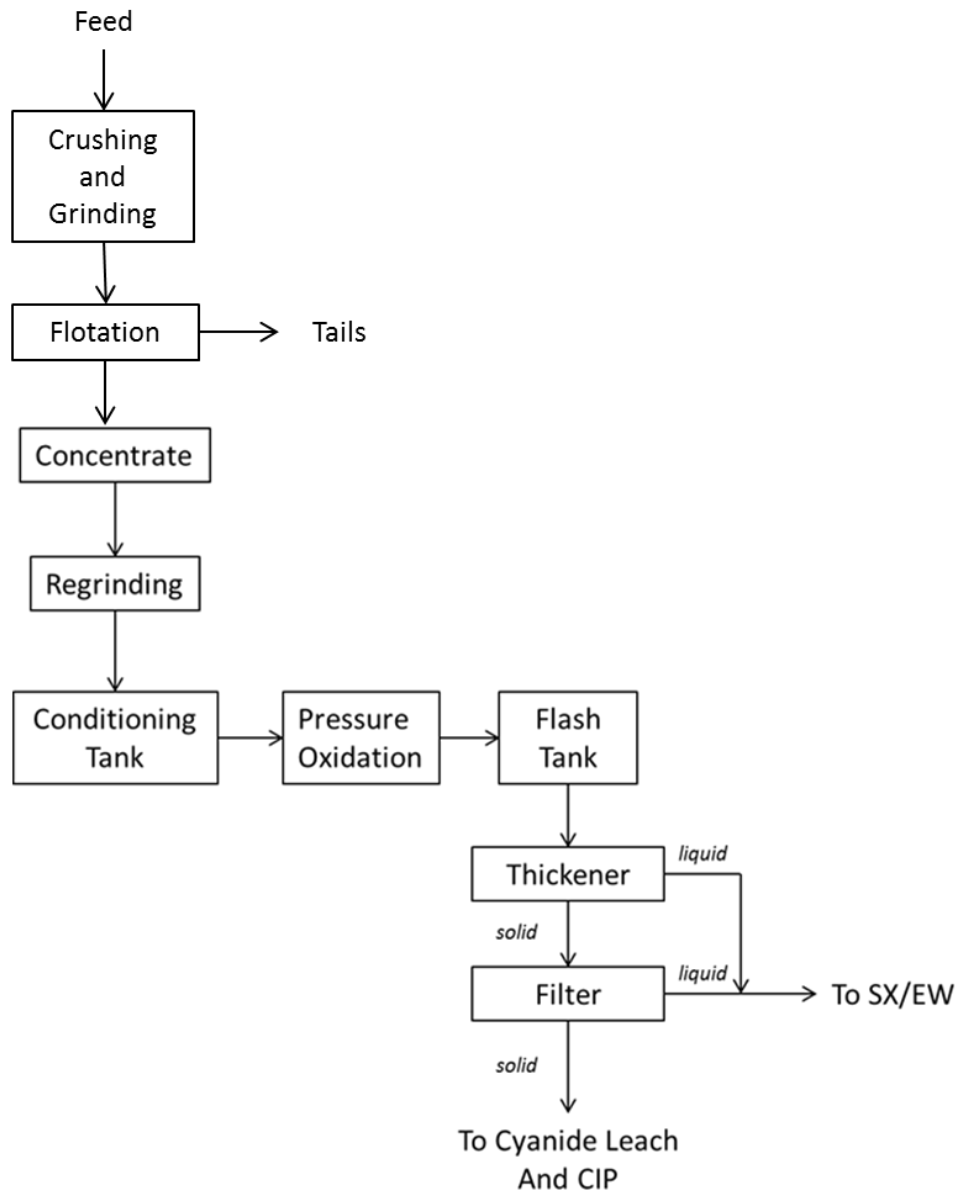 Feed
Crushing
and
Grinding
Flotation
Tails
Concentrate
Regrinding
Conditioning
Tank
Pressure
Oxidation
Flash
Tank
Thickener
liquid
solid
Filter
liquid
To SX/EW
solid
To Cyanide Leach
And CIP